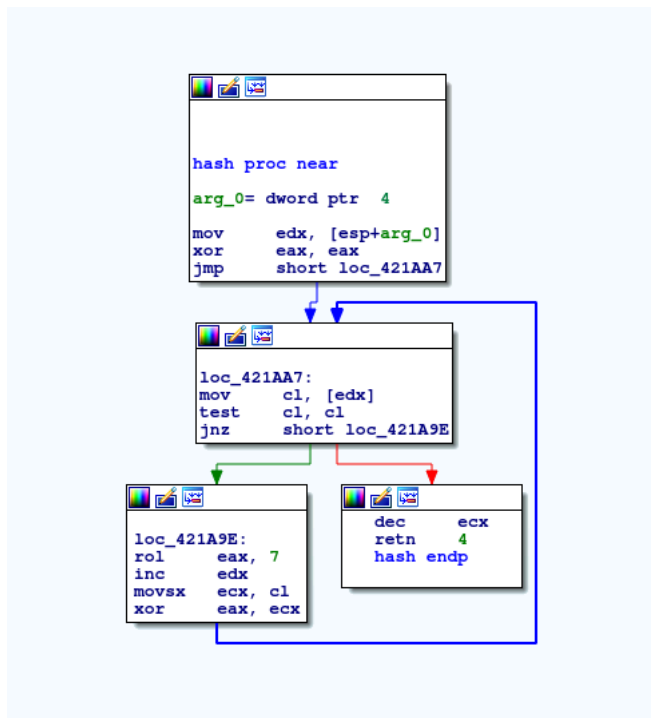 hash proc near
arg_0= dword ptr  4
mov     edx, [esp+arg_0]
xor     eax, eax
jmp     short loc_421AA7
loc_421AA7:
mov     cl, [edx]
test    cl, cl
jnz     short loc_421A9E
loc_421A9E:
rol     eax, 7
inc     edx
movsx   ecx, cl
xor     eax, ecx
dec     ecx
retn    4
hash endp